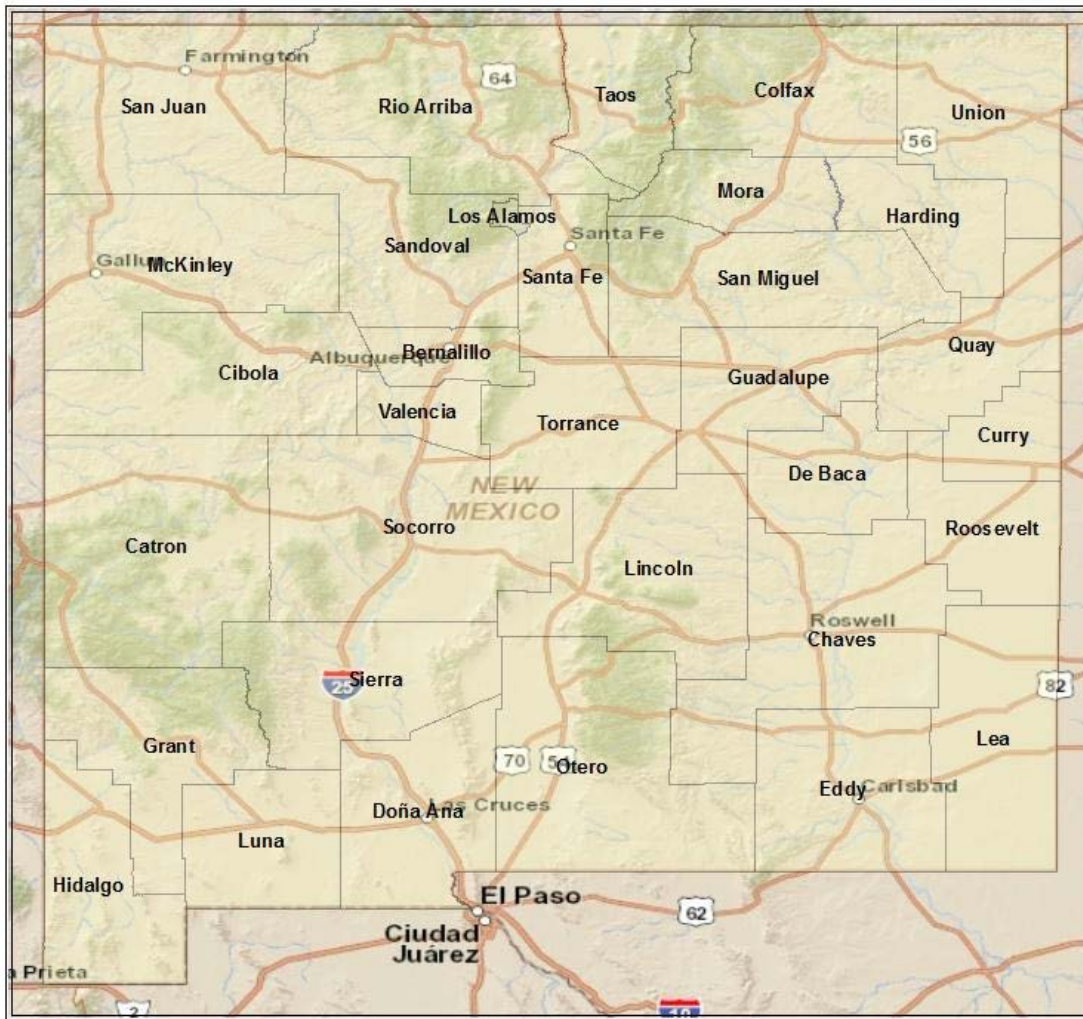 Farmington
San Juan
Rio Arriba
64
Taos
Colfax
Union
56
Mora
Harding
Los Alamos
Santa Fe
Sandoval
McKinley
Santa Fe
San Miguel
Albuquerque
Bernalillo
Quay
Cibola
Guadalupe
Valencia
Torrance
Curry
De Baca
NEW
MEXICO
Socorro
Roosevelt
Catron
Lincoln
Roswell
Chaves
25
Sierra
82
Grant
Lea
70
54
Otero
Eddy
Carlsbad
Doña Ana
Las Cruces
Luna
Hidalgo
El Paso
62
Ciudad
Juárez
Prieta
2
10